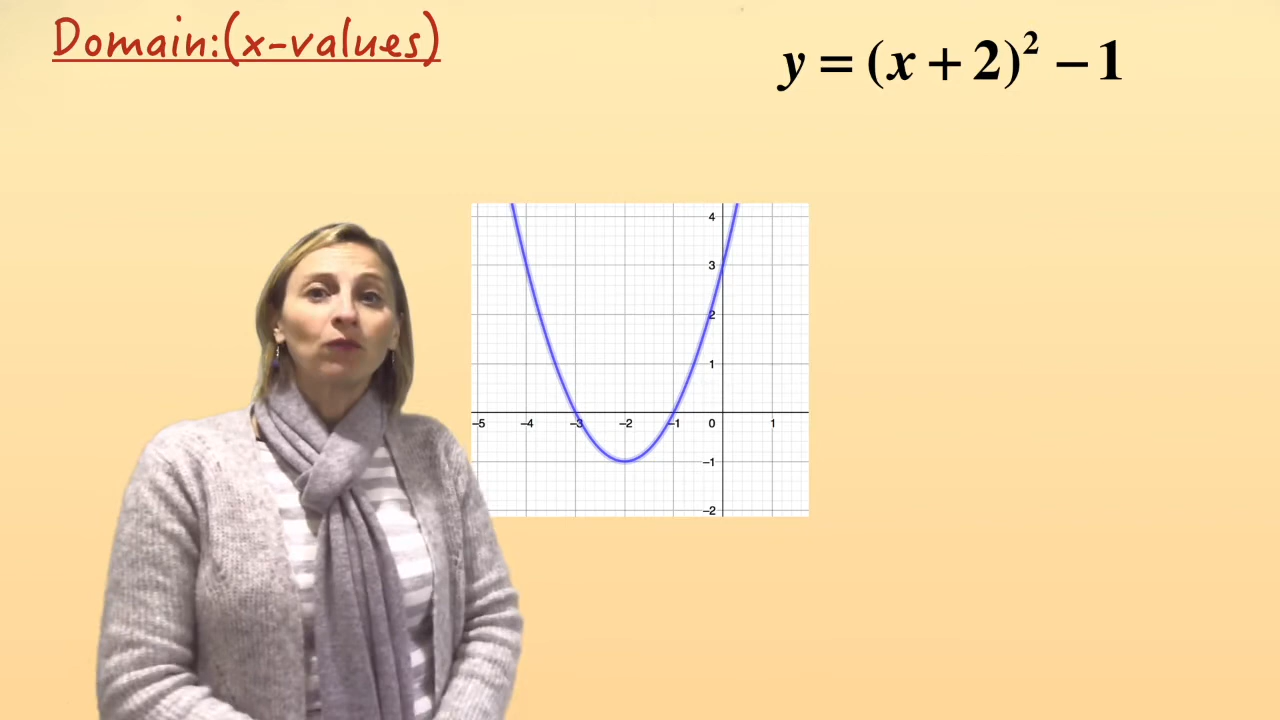 Domain:(x-values)
y = (x + 2)² − 1
4
3
2
1
−5 −4 −3 −2 −1 0 1
−1
−2